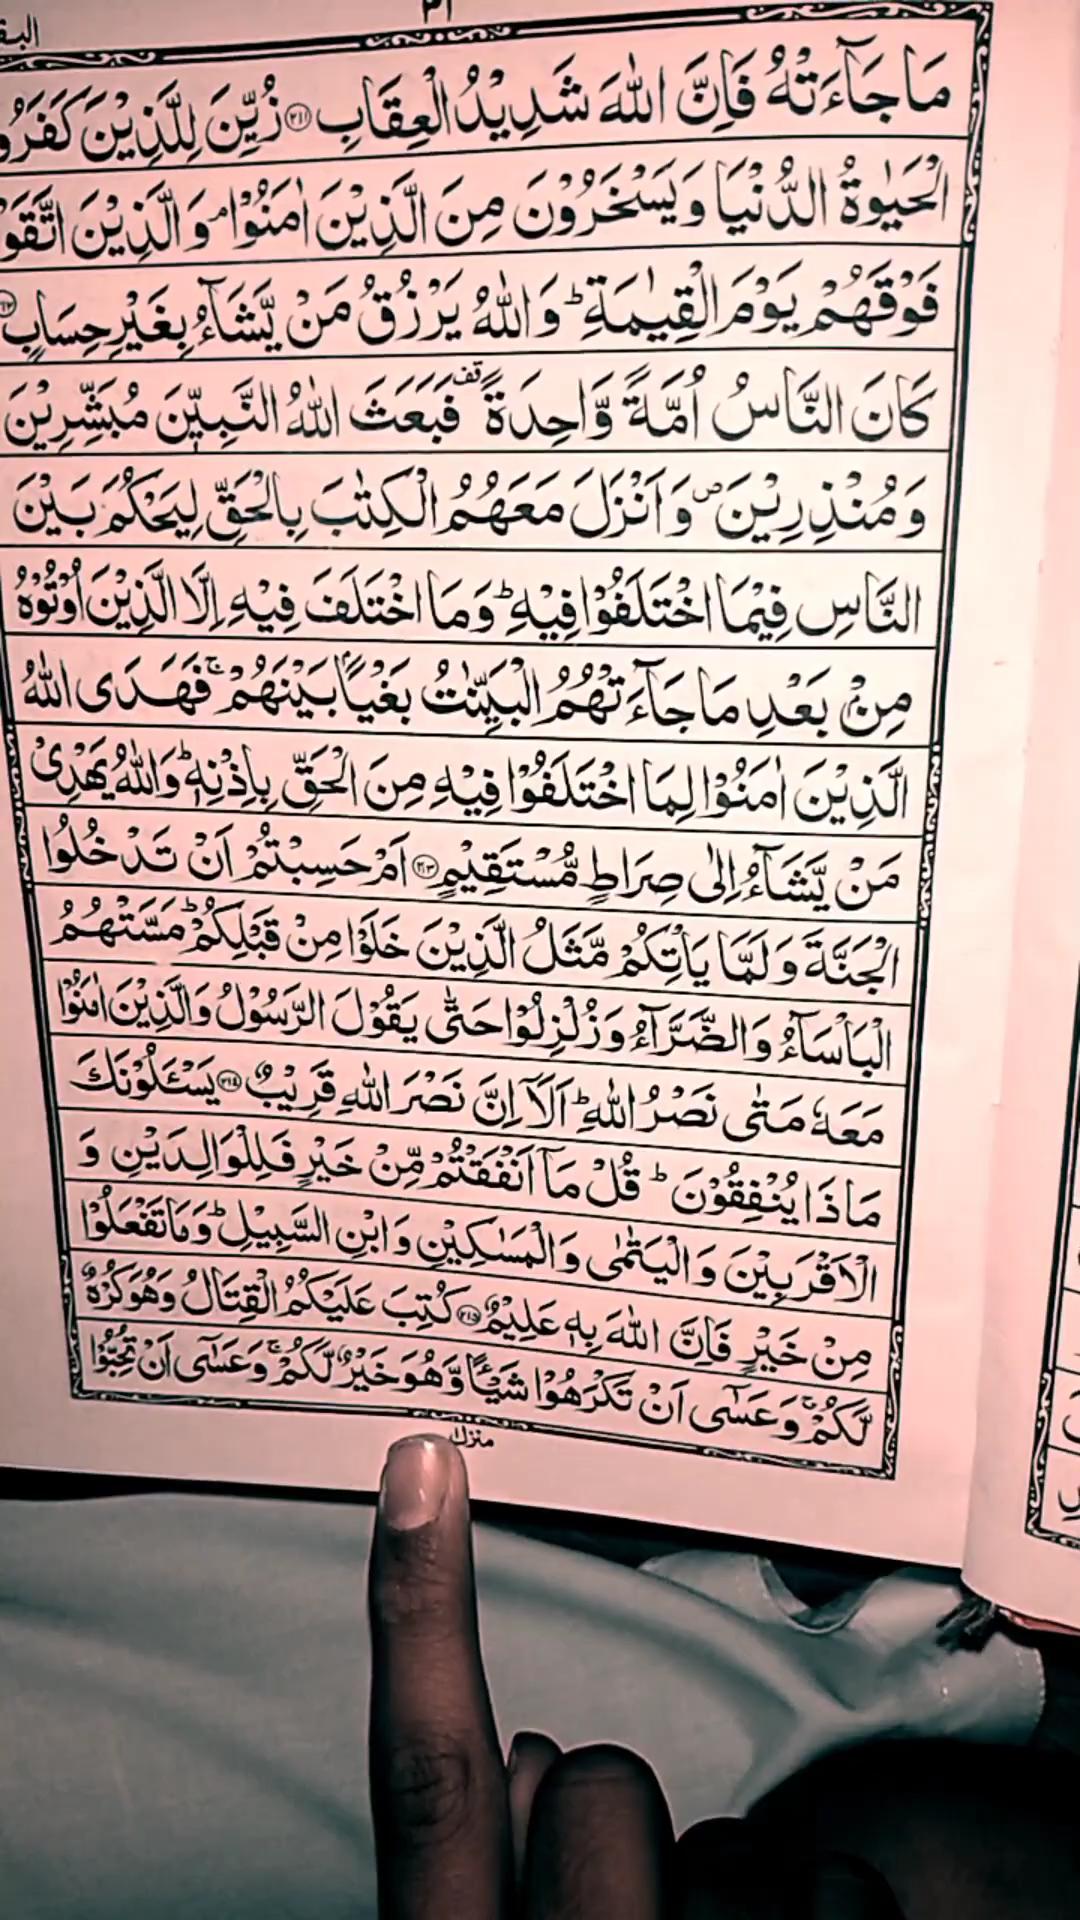 ٣١
مَا جَآءَتْهُ فَاِنَّ اللّٰهَ شَدِيْدُ الْعِقَابِ ﴿٢١١﴾ زُيِّنَ لِلَّذِيْنَ كَفَرُو
الْحَيٰوةُ الدُّنْيَا وَيَسْخَرُوْنَ مِنَ الَّذِيْنَ اٰمَنُوْا ۘ وَالَّذِيْنَ اتَّقَو
فَوْقَهُمْ يَوْمَ الْقِيٰمَةِ ؕ وَاللّٰهُ يَرْزُقُ مَنْ يَّشَآءُ بِغَيْرِ حِسَابٍ ﴿٢١٢﴾
كَانَ النَّاسُ اُمَّةً وَّاحِدَةً قف فَبَعَثَ اللّٰهُ النَّبِيّٖنَ مُبَشِّرِيْنَ
وَمُنْذِرِيْنَ ص وَاَنْزَلَ مَعَهُمُ الْكِتٰبَ بِالْحَقِّ لِيَحْكُمَ بَيْنَ
النَّاسِ فِيْمَا اخْتَلَفُوْا فِيْهِ ؕ وَمَا اخْتَلَفَ فِيْهِ اِلَّا الَّذِيْنَ اُوْتُوْهُ
مِنْۢ بَعْدِ مَا جَآءَتْهُمُ الْبَيِّنٰتُ بَغْيًۢا بَيْنَهُمْ ۚ فَهَدَى اللّٰهُ
الَّذِيْنَ اٰمَنُوْا لِمَا اخْتَلَفُوْا فِيْهِ مِنَ الْحَقِّ بِاِذْنِهٖ ؕ وَاللّٰهُ يَهْدِىْ
مَنْ يَّشَآءُ اِلٰى صِرَاطٍ مُّسْتَقِيْمٍ ﴿٢١٣﴾ اَمْ حَسِبْتُمْ اَنْ تَدْخُلُوا
الْجَنَّةَ وَلَمَّا يَاْتِكُمْ مَّثَلُ الَّذِيْنَ خَلَوْا مِنْ قَبْلِكُمْ ؕ مَسَّتْهُمُ
الْبَاْسَآءُ وَالضَّرَّآءُ وَزُلْزِلُوْا حَتّٰى يَقُوْلَ الرَّسُوْلُ وَالَّذِيْنَ اٰمَنُوْا
مَعَهٗ مَتٰى نَصْرُ اللّٰهِ ؕ اَلَاۤ اِنَّ نَصْرَ اللّٰهِ قَرِيْبٌ ﴿٢١٤﴾ يَسْـَٔلُوْنَكَ
مَاذَا يُنْفِقُوْنَ ؕ قُلْ مَاۤ اَنْفَقْتُمْ مِّنْ خَيْرٍ فَلِلْوَالِدَيْنِ وَ
الْاَقْرَبِيْنَ وَالْيَتٰمٰى وَالْمَسٰكِيْنِ وَابْنِ السَّبِيْلِ ؕ وَمَا تَفْعَلُوْا
مِنْ خَيْرٍ فَاِنَّ اللّٰهَ بِهٖ عَلِيْمٌ ﴿٢١٥﴾ كُتِبَ عَلَيْكُمُ الْقِتَالُ وَهُوَ كُرْهٌ
لَّكُمْ ۚ وَعَسٰٓى اَنْ تَكْرَهُوْا شَيْـًٔا وَّهُوَ خَيْرٌ لَّكُمْ ۚ وَعَسٰٓى اَنْ تُحِبُّوْا
منزل